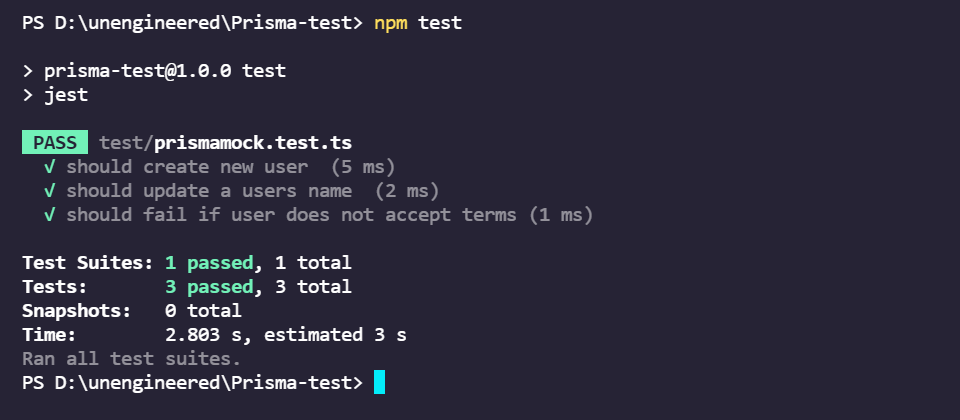 PS D:\unengineered\Prisma-test> npm test
> prisma-test@1.0.0 test
> jest
PASS test/prismamock.test.ts
√ should create new user (5 ms)
√ should update a users name (2 ms)
√ should fail if user does not accept terms (1 ms)
Test Suites: 1 passed, 1 total
Tests: 3 passed, 3 total
Snapshots: 0 total
Time: 2.803 s, estimated 3 s
Ran all test suites.
PS D:\unengineered\Prisma-test>